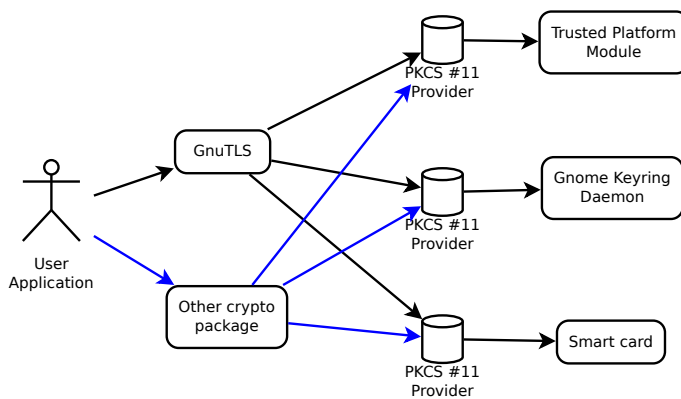 Trusted Platform
Module
PKCS #11
Provider
GnuTLS
Gnome Keyring
Daemon
PKCS #11
Provider
User
Application
Other crypto
package
Smart card
PKCS #11
Provider